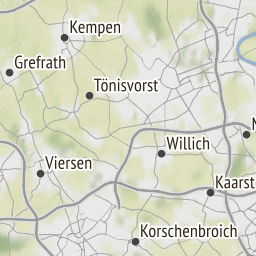 Kempen
Grefrath
Tönisvorst
Willich
Viersen
Kaarst
Korschenbroich